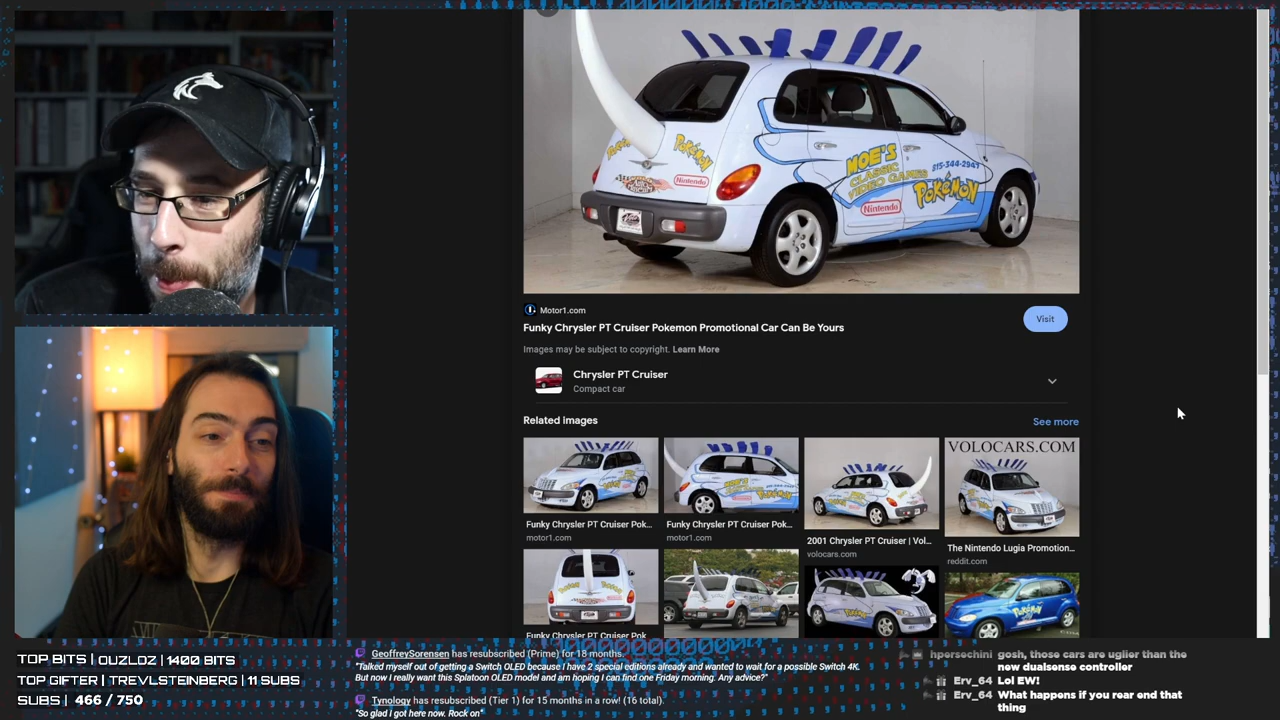 MOE'S
CLASSIC
VIDEO GAMES
815-344-2941
Pokémon
Nintendo
Pokémon
Nintendo
Motor1.com
Funky Chrysler PT Cruiser Pokemon Promotional Car Can Be Yours
Visit
Images may be subject to copyright. Learn More
Chrysler PT Cruiser
Compact car
Related images
See more
VOLOCARS.COM
Funky Chrysler PT Cruiser Pok...
motor1.com
Funky Chrysler PT Cruiser Pok...
motor1.com
2001 Chrysler PT Cruiser | Vol...
volocars.com
The Nintendo Lugia Promotion...
reddit.com
Funky Chrysler PT Cruiser Pok
TOP BITS | OUZLOZ | 1400 BITS
TOP GIFTER | TREVLSTEINBERG | 11 SUBS
SUBS | 466 / 750
GeoffreySorensen has resubscribed (Prime) for 18 months.
"Talked myself out of getting a Switch OLED because I have 2 special editions already and wanted to wait for a possible Switch 4K.
But now I really want this Splatoon OLED model and am hoping I can find one Friday morning. Any advice?"
Tynology has resubscribed (Tier 1) for 15 months in a row! (16 total).
"So glad I got here now. Rock on"
hpersechini gosh, those cars are uglier than the
new dualsense controller
Erv_64 Lol EW!
Erv_64 What happens if you rear end that
thing